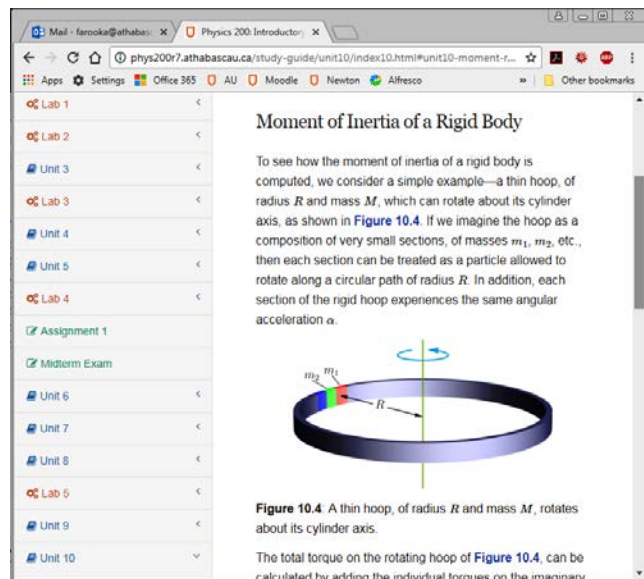 Mail - farooka@athabas
Physics 200: Introductory
phys200r7.athabascau.ca/study-guide/unit10/index10.html#unit10-moment-r...
Apps Settings Office 365 AU Moodle Newton Alfresco » Other bookmarks
Lab 1
Lab 2
Unit 3
Lab 3
Unit 4
Unit 5
Lab 4
Assignment 1
Midterm Exam
Unit 6
Unit 7
Unit 8
Lab 5
Unit 9
Unit 10
Moment of Inertia of a Rigid Body
To see how the moment of inertia of a rigid body is
computed, we consider a simple example—a thin hoop, of
radius R and mass M, which can rotate about its cylinder
axis, as shown in Figure 10.4. If we imagine the hoop as a
composition of very small sections, of masses m₁, m₂, etc.,
then each section can be treated as a particle allowed to
rotate along a circular path of radius R. In addition, each
section of the rigid hoop experiences the same angular
acceleration α.
m₂ m₁
R
Figure 10.4: A thin hoop, of radius R and mass M, rotates
about its cylinder axis.
The total torque on the rotating hoop of Figure 10.4, can be
calculated by adding the individual torques on the imaginary